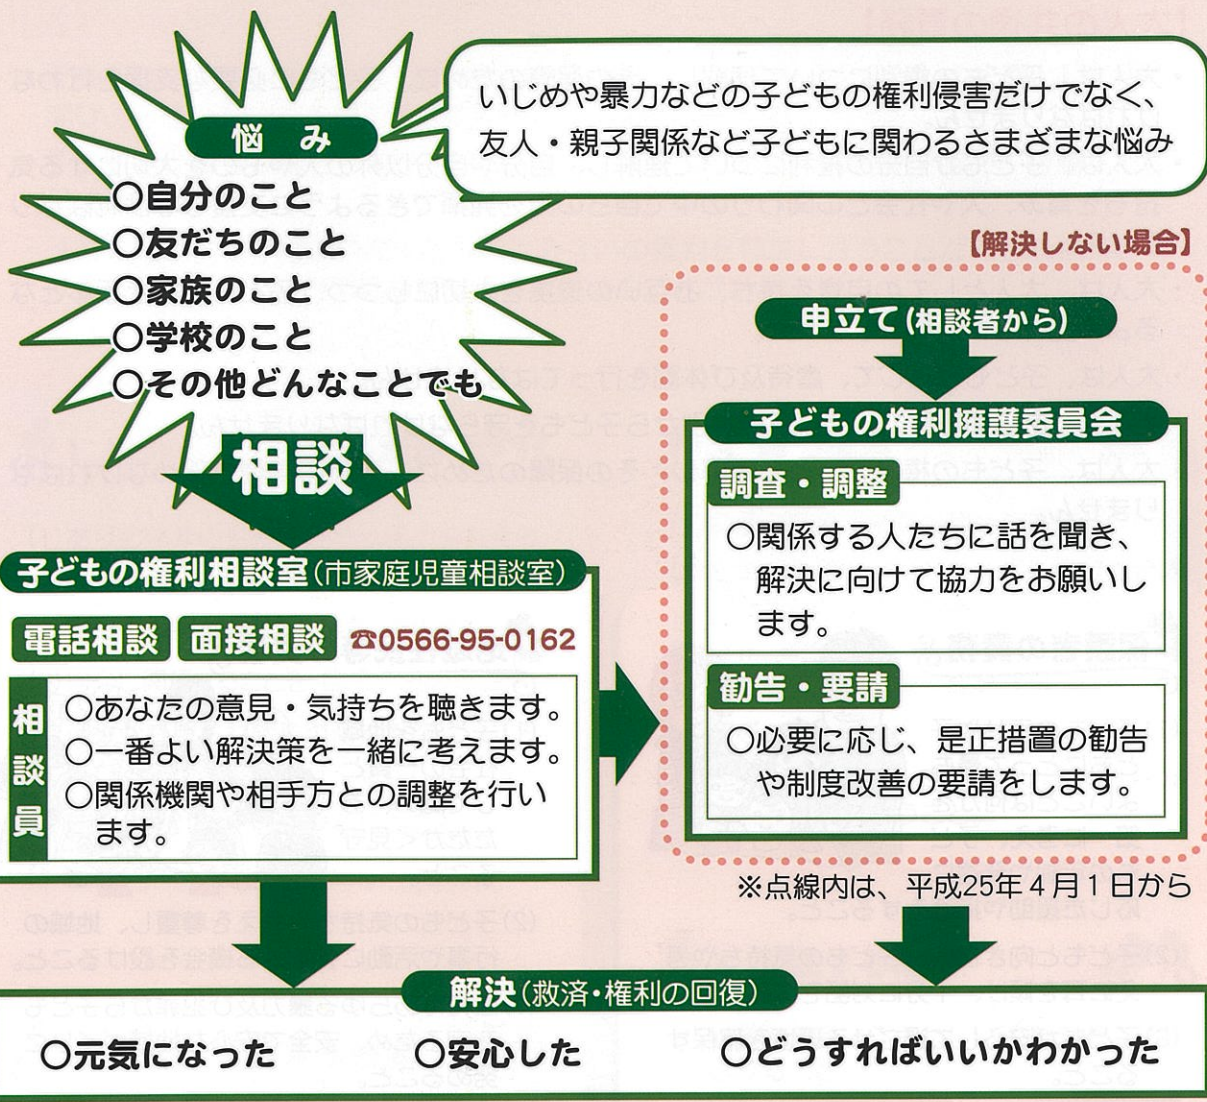 悩み
いじめや暴力などの子どもの権利侵害だけでなく、
友人・親子関係など子どもに関わるさまざまな悩み
○自分のこと
○友だちのこと
○家族のこと
○学校のこと
○その他どんなことでも
相談
子どもの権利相談室(市家庭児童相談室)
電話相談 面接相談 ☎0566-95-0162
相談員
○あなたの意見・気持ちを聴きます。
○一番よい解決策を一緒に考えます。
○関係機関や相手方との調整を行い
ます。
【解決しない場合】
申立て(相談者から)
子どもの権利擁護委員会
調査・調整
○関係する人たちに話を聞き、
解決に向けて協力をお願いし
ます。
勧告・要請
○必要に応じ、是正措置の勧告
や制度改善の要請をします。
※点線内は、平成25年4月1日から
解決(救済・権利の回復)
○元気になった ○安心した ○どうすればいいかわかった